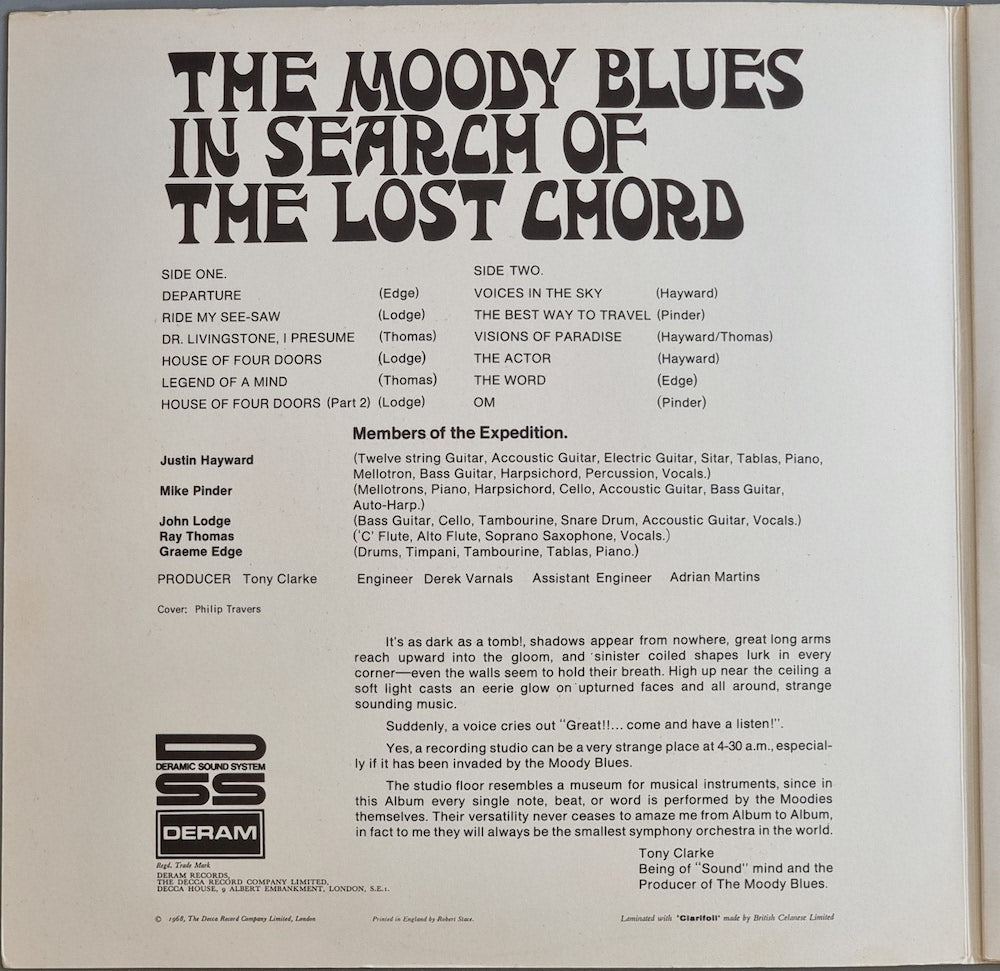 THE MOODY BLUES
IN SEARCH OF
THE LOST CHORD
SIDE ONE.
DEPARTURE (Edge)
RIDE MY SEE-SAW (Lodge)
DR. LIVINGSTONE, I PRESUME (Thomas)
HOUSE OF FOUR DOORS (Lodge)
LEGEND OF A MIND (Thomas)
HOUSE OF FOUR DOORS (Part 2) (Lodge)
SIDE TWO.
VOICES IN THE SKY (Hayward)
THE BEST WAY TO TRAVEL (Pinder)
VISIONS OF PARADISE (Hayward/Thomas)
THE ACTOR (Hayward)
THE WORD (Edge)
OM (Pinder)
Members of the Expedition.
Justin Hayward (Twelve string Guitar, Accoustic Guitar, Electric Guitar, Sitar, Tablas, Piano,
Mellotron, Bass Guitar, Harpsichord, Percussion, Vocals.)
Mike Pinder (Mellotrons, Piano, Harpsichord, Cello, Accoustic Guitar, Bass Guitar,
Auto-Harp.)
John Lodge (Bass Guitar, Cello, Tambourine, Snare Drum, Accoustic Guitar, Vocals.)
Ray Thomas ('C' Flute, Alto Flute, Soprano Saxophone, Vocals.)
Graeme Edge (Drums, Timpani, Tambourine, Tablas, Piano.)
PRODUCER Tony Clarke Engineer Derek Varnals Assistant Engineer Adrian Martins
Cover: Philip Travers
It's as dark as a tomb!, shadows appear from nowhere, great long arms
reach upward into the gloom, and sinister coiled shapes lurk in every
corner—even the walls seem to hold their breath. High up near the ceiling a
soft light casts an eerie glow on upturned faces and all around, strange
sounding music.
Suddenly, a voice cries out "Great!!... come and have a listen!".
Yes, a recording studio can be a very strange place at 4-30 a.m., especial-
ly if it has been invaded by the Moody Blues.
The studio floor resembles a museum for musical instruments, since in
this Album every single note, beat, or word is performed by the Moodies
themselves. Their versatility never ceases to amaze me from Album to Album,
in fact to me they will always be the smallest symphony orchestra in the world.
Tony Clarke
Being of "Sound" mind and the
Producer of The Moody Blues.
D
DERAMIC SOUND SYSTEM
SS
DERAM
Regd. Trade Mark
DERAM RECORDS,
THE DECCA RECORD COMPANY LIMITED,
DECCA HOUSE, 9 ALBERT EMBANKMENT, LONDON, S.E.1.
© 1968, The Decca Record Company Limited, London
Printed in England by Robert Stace.
Laminated with 'Clarifoil' made by British Celanese Limited